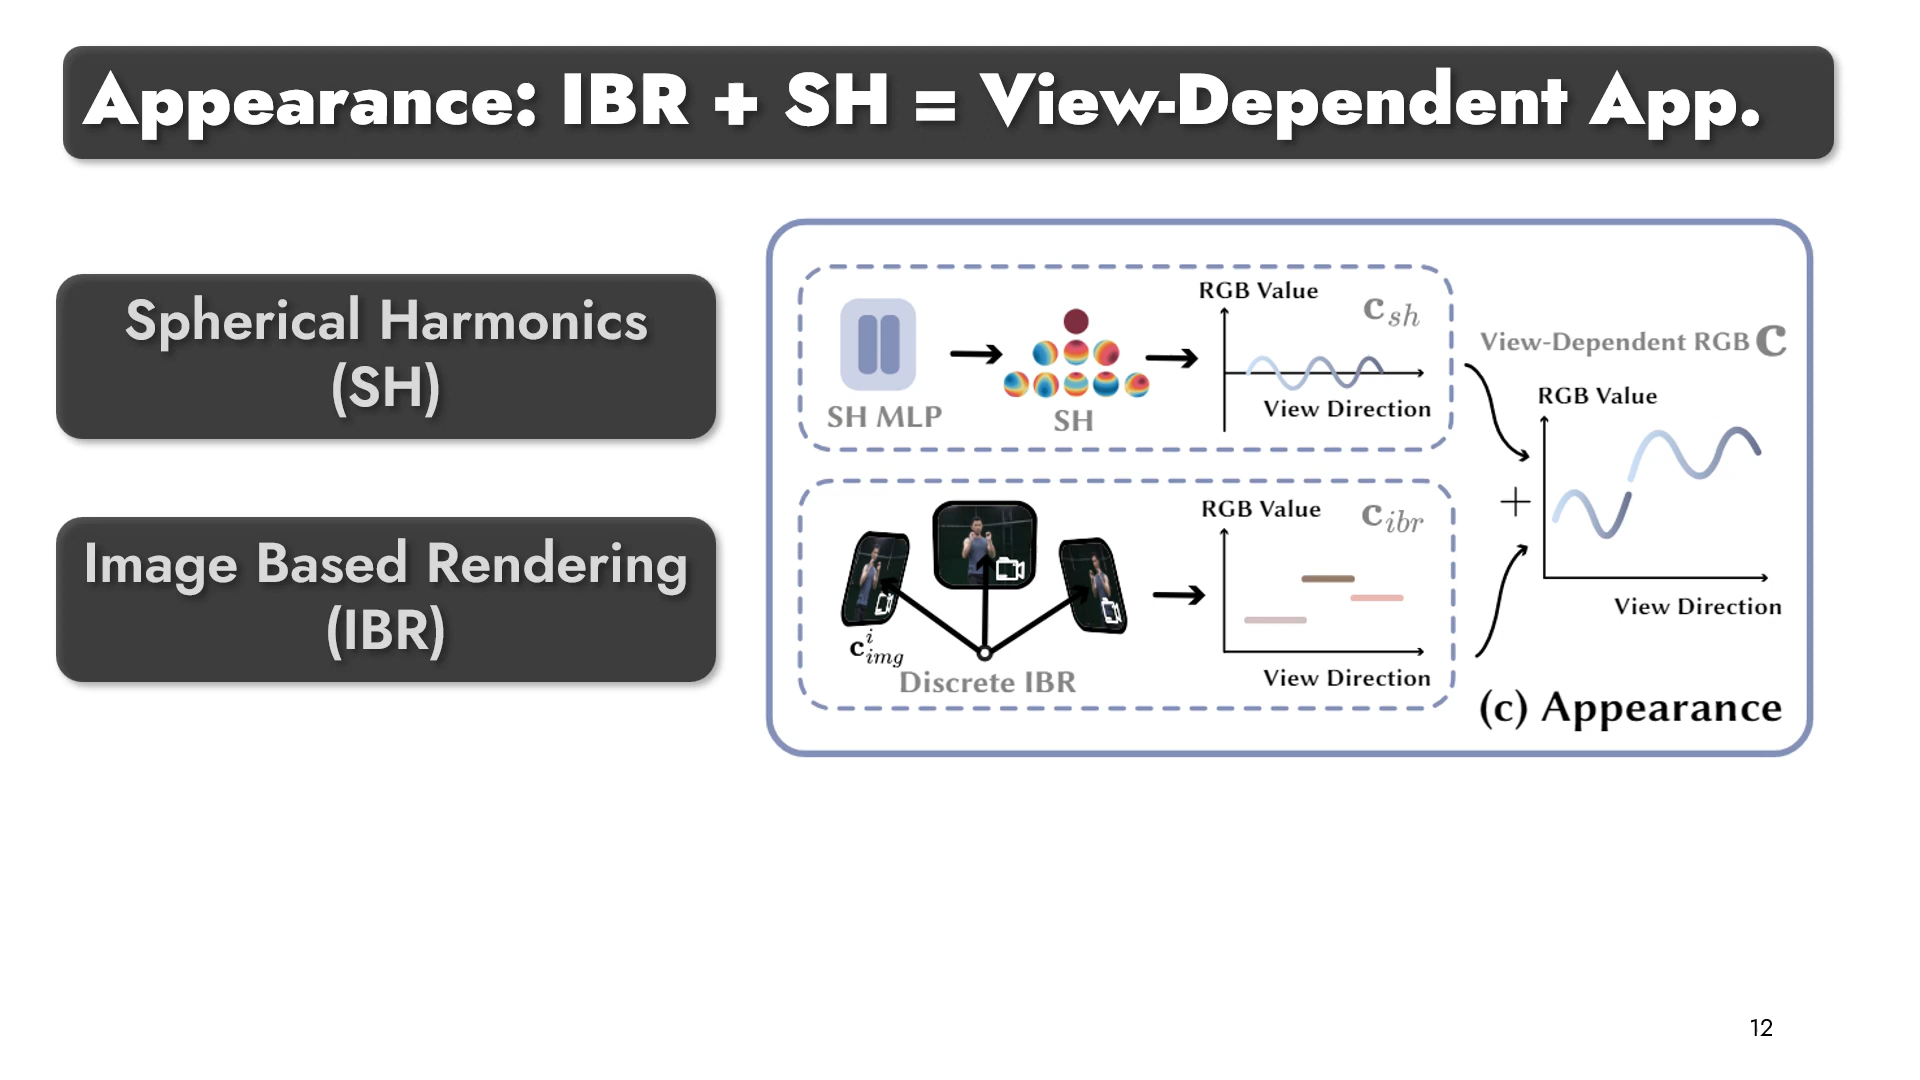 Appearance: IBR + SH = View-Dependent App.
Spherical Harmonics
(SH)
Image Based Rendering
(IBR)
RGB Value
c_sh
SH MLP
SH
View Direction
RGB Value
c_ibr
c^i_img
Discrete IBR
View Direction
View-Dependent RGB c
RGB Value
+
View Direction
(c) Appearance
12